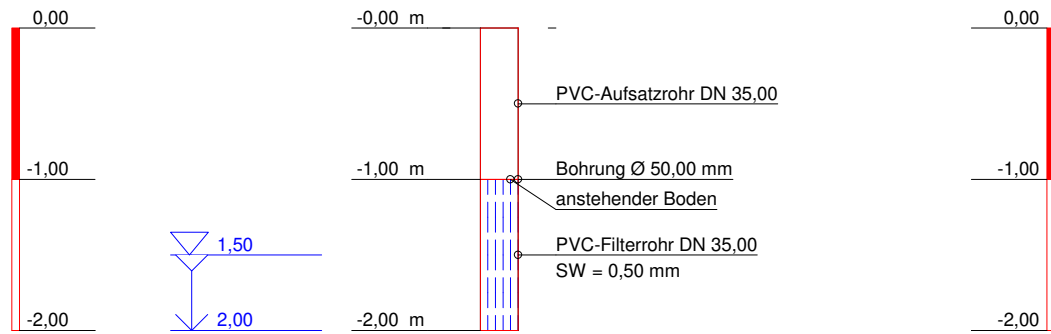 0,00
-0,00 m
0,00
PVC-Aufsatzrohr DN 35,00
-1,00
-1,00 m
Bohrung Ø 50,00 mm
-1,00
anstehender Boden
1,50
PVC-Filterrohr DN 35,00
SW = 0,50 mm
-2,00
2,00
-2,00 m
-2,00